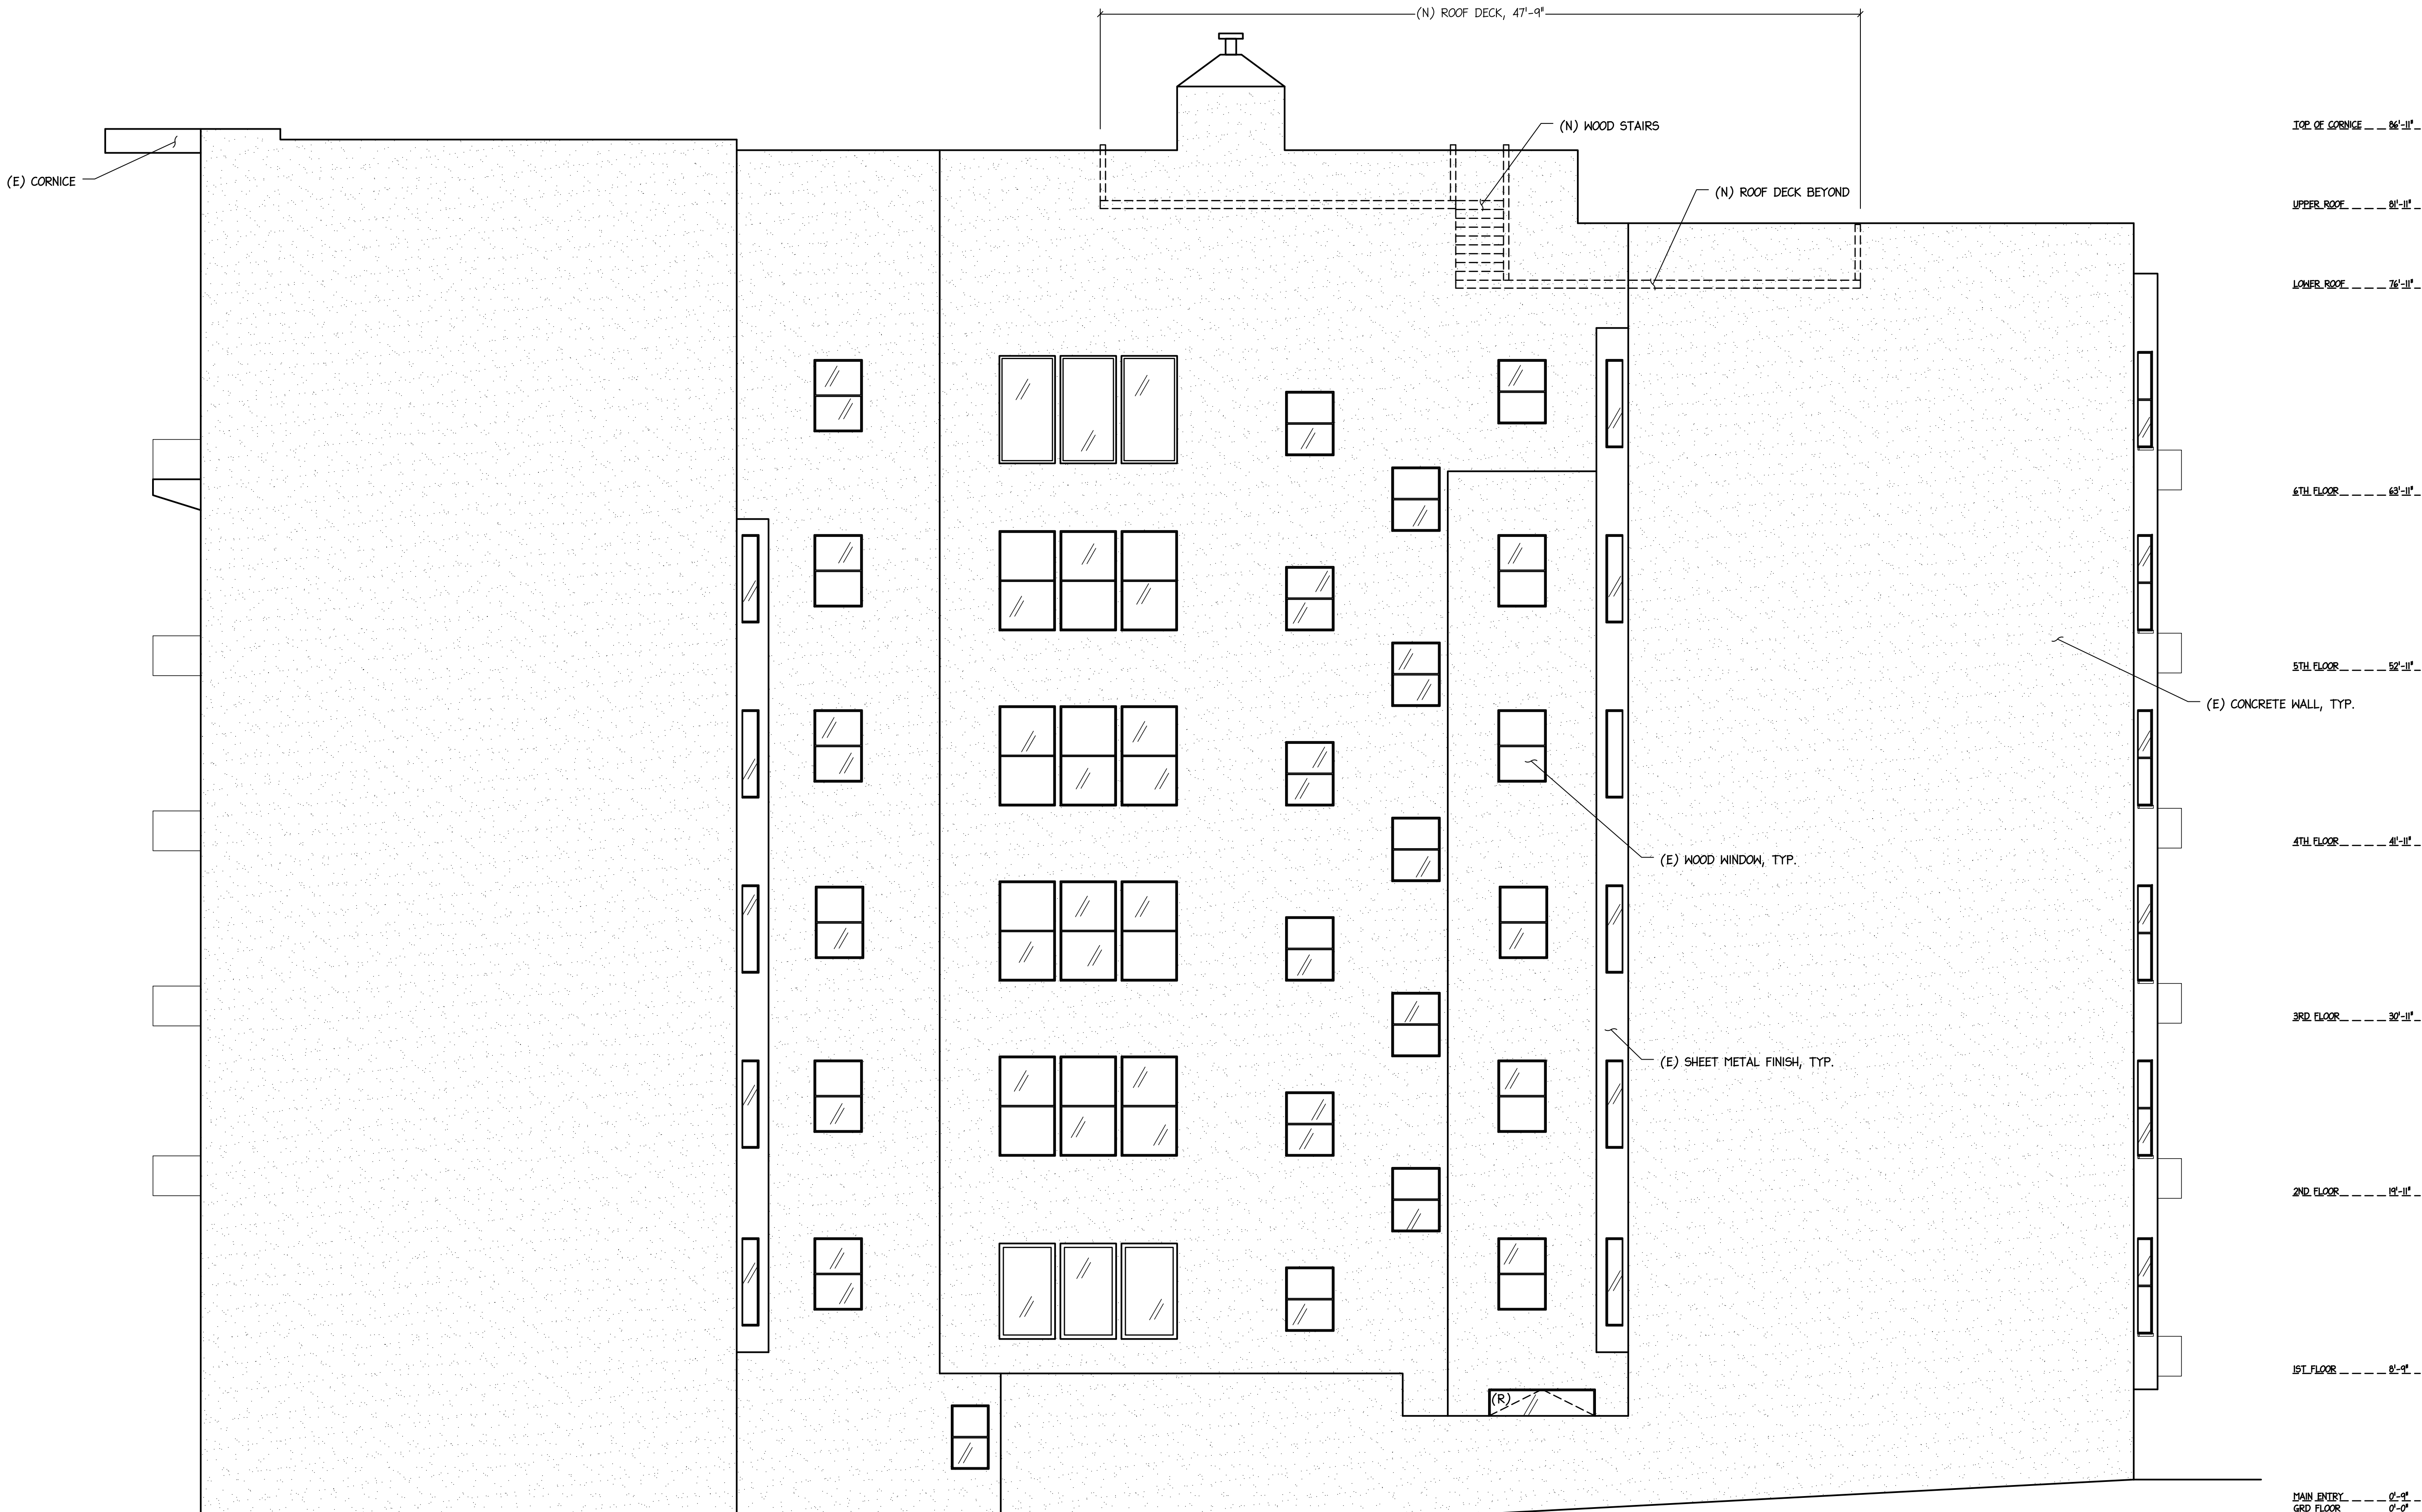 (N) ROOF DECK, 47'-9"
(N) WOOD STAIRS
TOP OF CORNICE 86'-11"
(E) CORNICE
(N) ROOF DECK BEYOND
UPPER ROOF 81'-11"
LOWER ROOF 76'-11"
6TH FLOOR 63'-11"
5TH FLOOR 52'-11"
(E) CONCRETE WALL, TYP.
4TH FLOOR 41'-11"
(E) WOOD WINDOW, TYP.
3RD FLOOR 30'-11"
(E) SHEET METAL FINISH, TYP.
2ND FLOOR 19'-11"
1ST FLOOR 8'-9"
(R)
MAIN ENTRY 0'-9"
GRD FLOOR 0'-0"